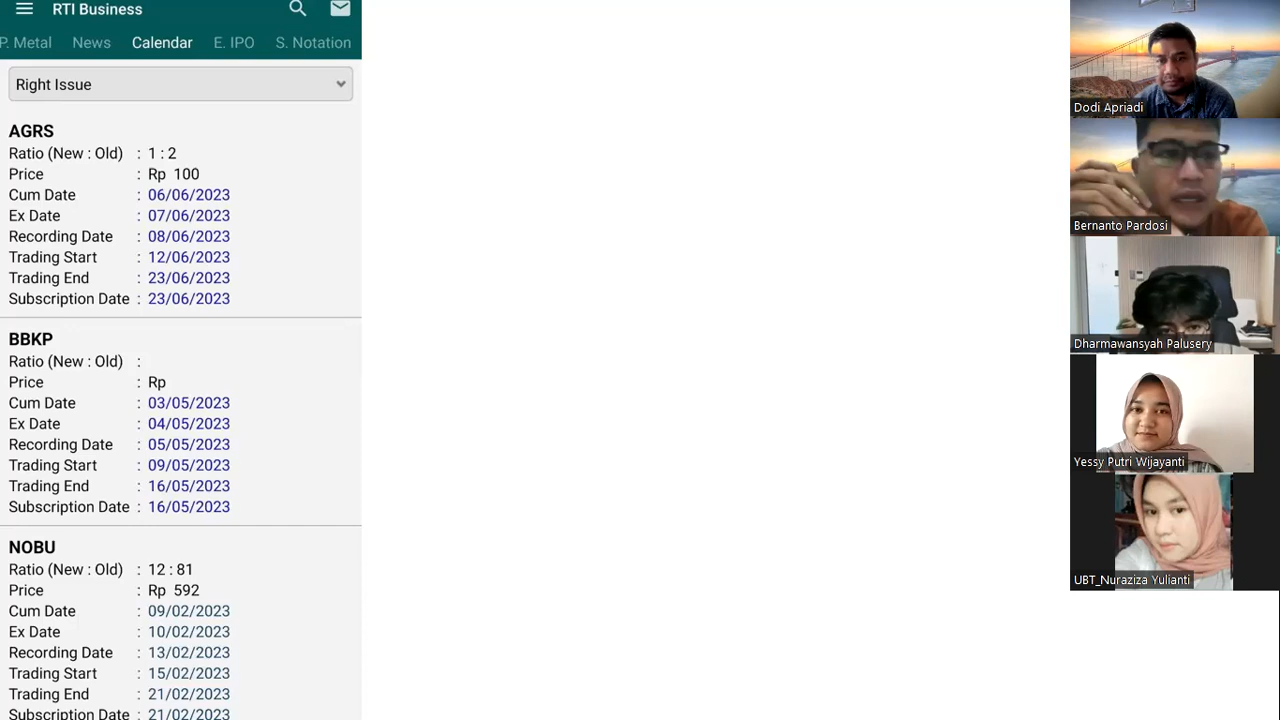 RTI Business
P. Metal News Calendar E. IPO S. Notation
Right Issue
AGRS
Ratio (New : Old) : 1 : 2
Price : Rp 100
Cum Date : 06/06/2023
Ex Date : 07/06/2023
Recording Date : 08/06/2023
Trading Start : 12/06/2023
Trading End : 23/06/2023
Subscription Date : 23/06/2023
BBKP
Ratio (New : Old) :
Price : Rp
Cum Date : 03/05/2023
Ex Date : 04/05/2023
Recording Date : 05/05/2023
Trading Start : 09/05/2023
Trading End : 16/05/2023
Subscription Date : 16/05/2023
NOBU
Ratio (New : Old) : 12 : 81
Price : Rp 592
Cum Date : 09/02/2023
Ex Date : 10/02/2023
Recording Date : 13/02/2023
Trading Start : 15/02/2023
Trading End : 21/02/2023
Subscription Date : 21/02/2023
Dodi Apriadi
Bernanto Pardosi
Dharmawansyah Palusery
Yessy Putri Wijayanti
UBT_Nuraziza Yulianti